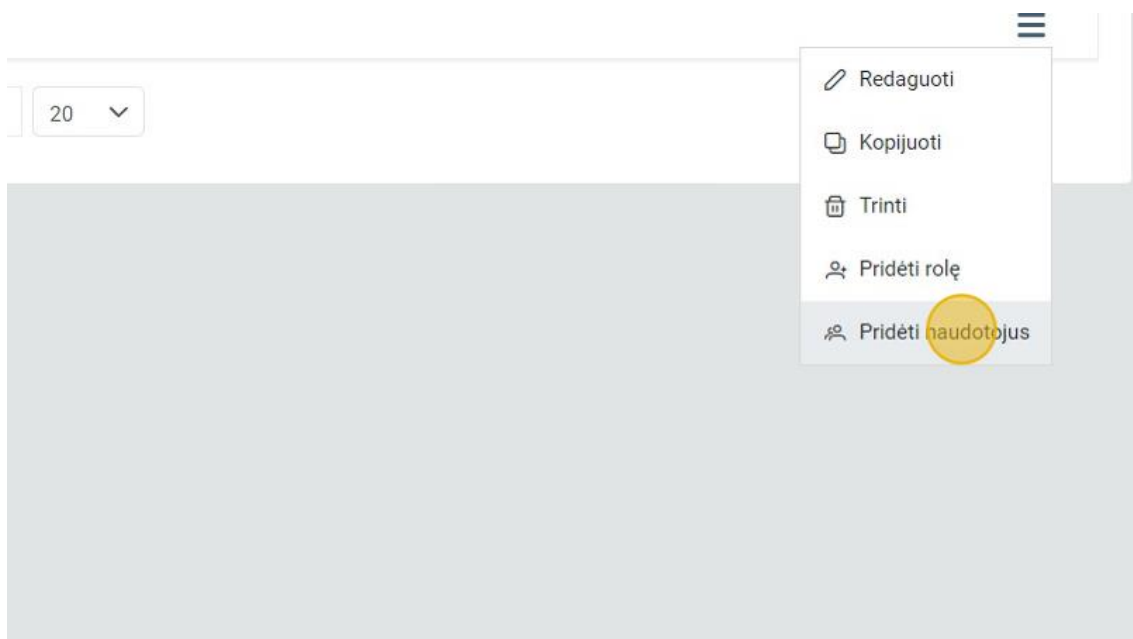 20
Redaguoti
Kopijuoti
Trinti
Pridėti rolę
Pridėti naudotojus